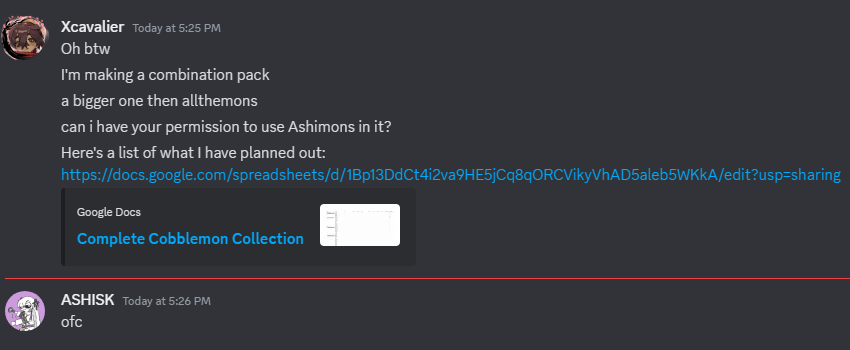 Xcavalier Today at 5:25 PM
Oh btw
I'm making a combination pack
a bigger one then allthemons
can i have your permission to use Ashimons in it?
Here's a list of what I have planned out:
https://docs.google.com/spreadsheets/d/1Bp13DdCt4i2va9HE5jCq8qORCVikyVhAD5aleb5WKkA/edit?usp=sharing
Google Docs
Complete Cobblemon Collection
ASHISK Today at 5:26 PM
ofc